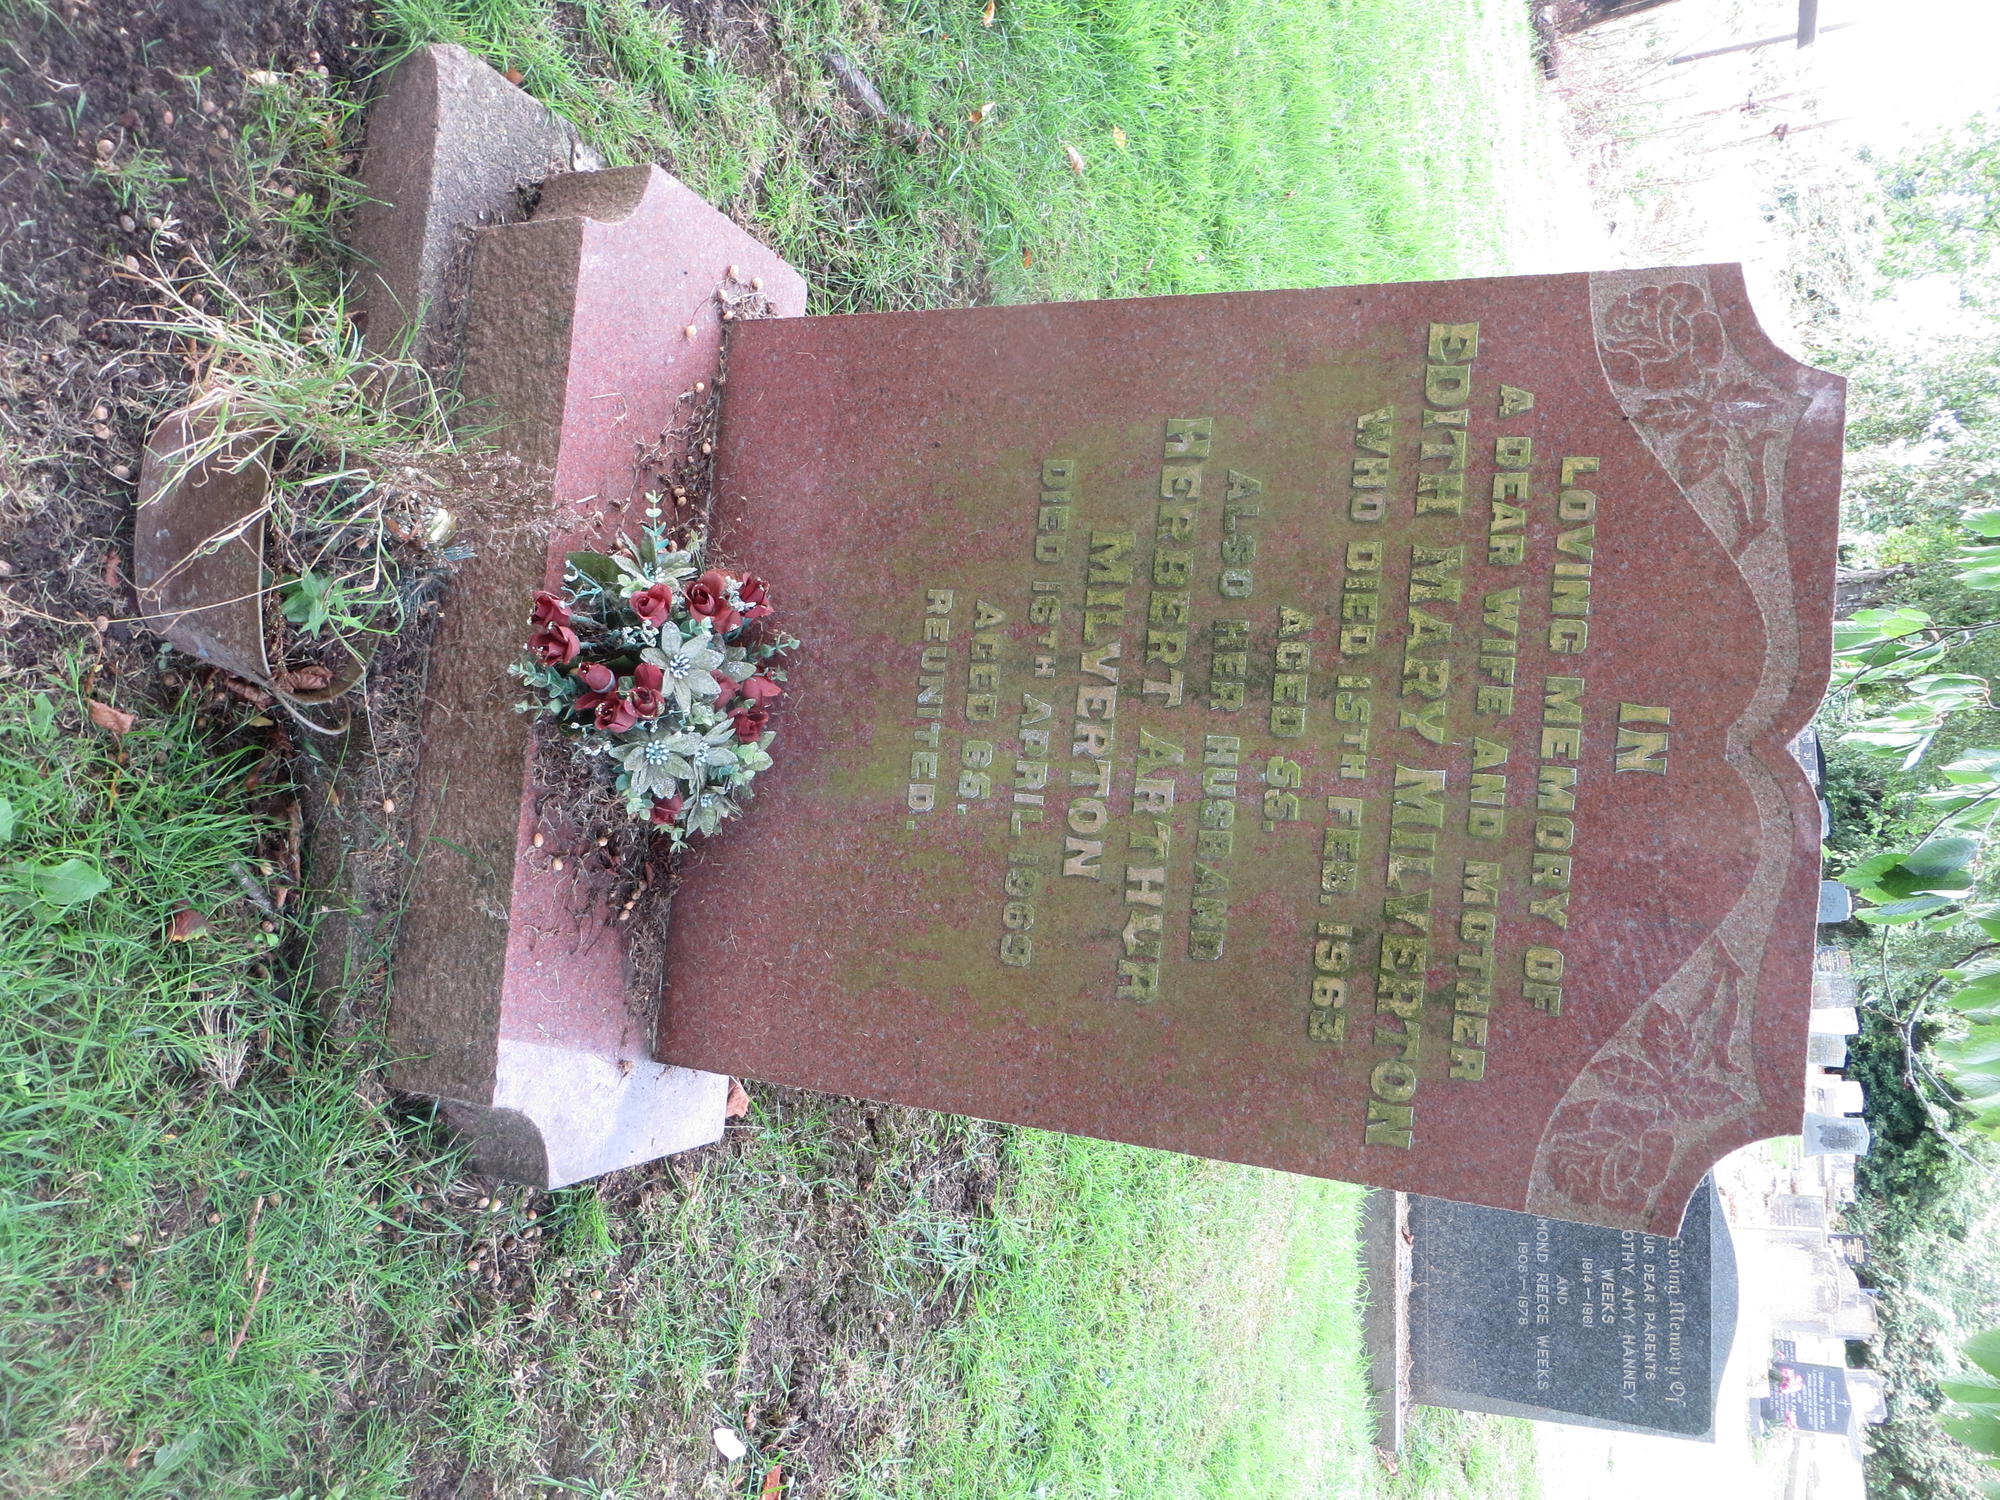 IN
LOVING MEMORY OF
A DEAR WIFE AND MOTHER
EDITH MARY MILVERTON
WHO DIED 15TH FEB. 1963
AGED 55.
ALSO HER HUSBAND
HERBERT ARTHUR
MILVERTON
DIED 15TH APRIL 1969
AGED 65.
REUNITED.
Loving Memory Of
UR DEAR PARENTS
OTHY AMY HANNEY
WEEKS
1914 - 1961
AND
MOND REECE WEEKS
1908 - 1978